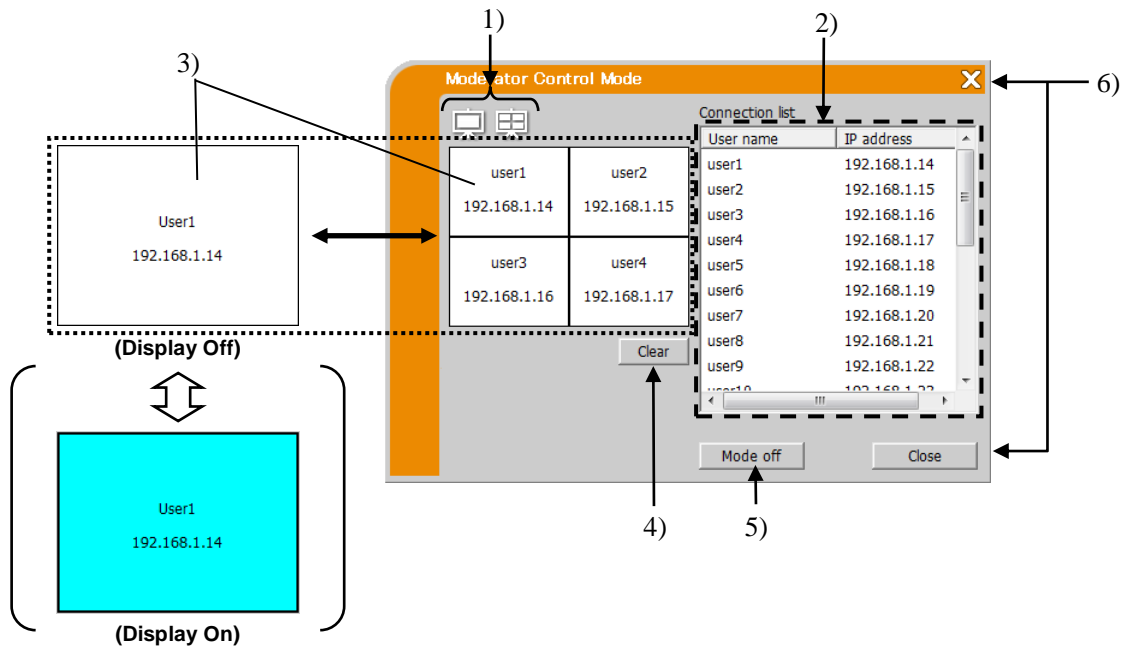 1)
2)
3)
6)
Moderator Control Mode
X
Connection list
User name IP address
user1 192.168.1.14
user2 192.168.1.15
user3 192.168.1.16
user4 192.168.1.17
user5 192.168.1.18
user6 192.168.1.19
user7 192.168.1.20
user8 192.168.1.21
user9 192.168.1.22
user10 192.168.1.23
user1
192.168.1.14
user2
192.168.1.15
user3
192.168.1.16
user4
192.168.1.17
User1
192.168.1.14
(Display Off)
Clear
Mode off
Close
4)
5)
User1
192.168.1.14
(Display On)